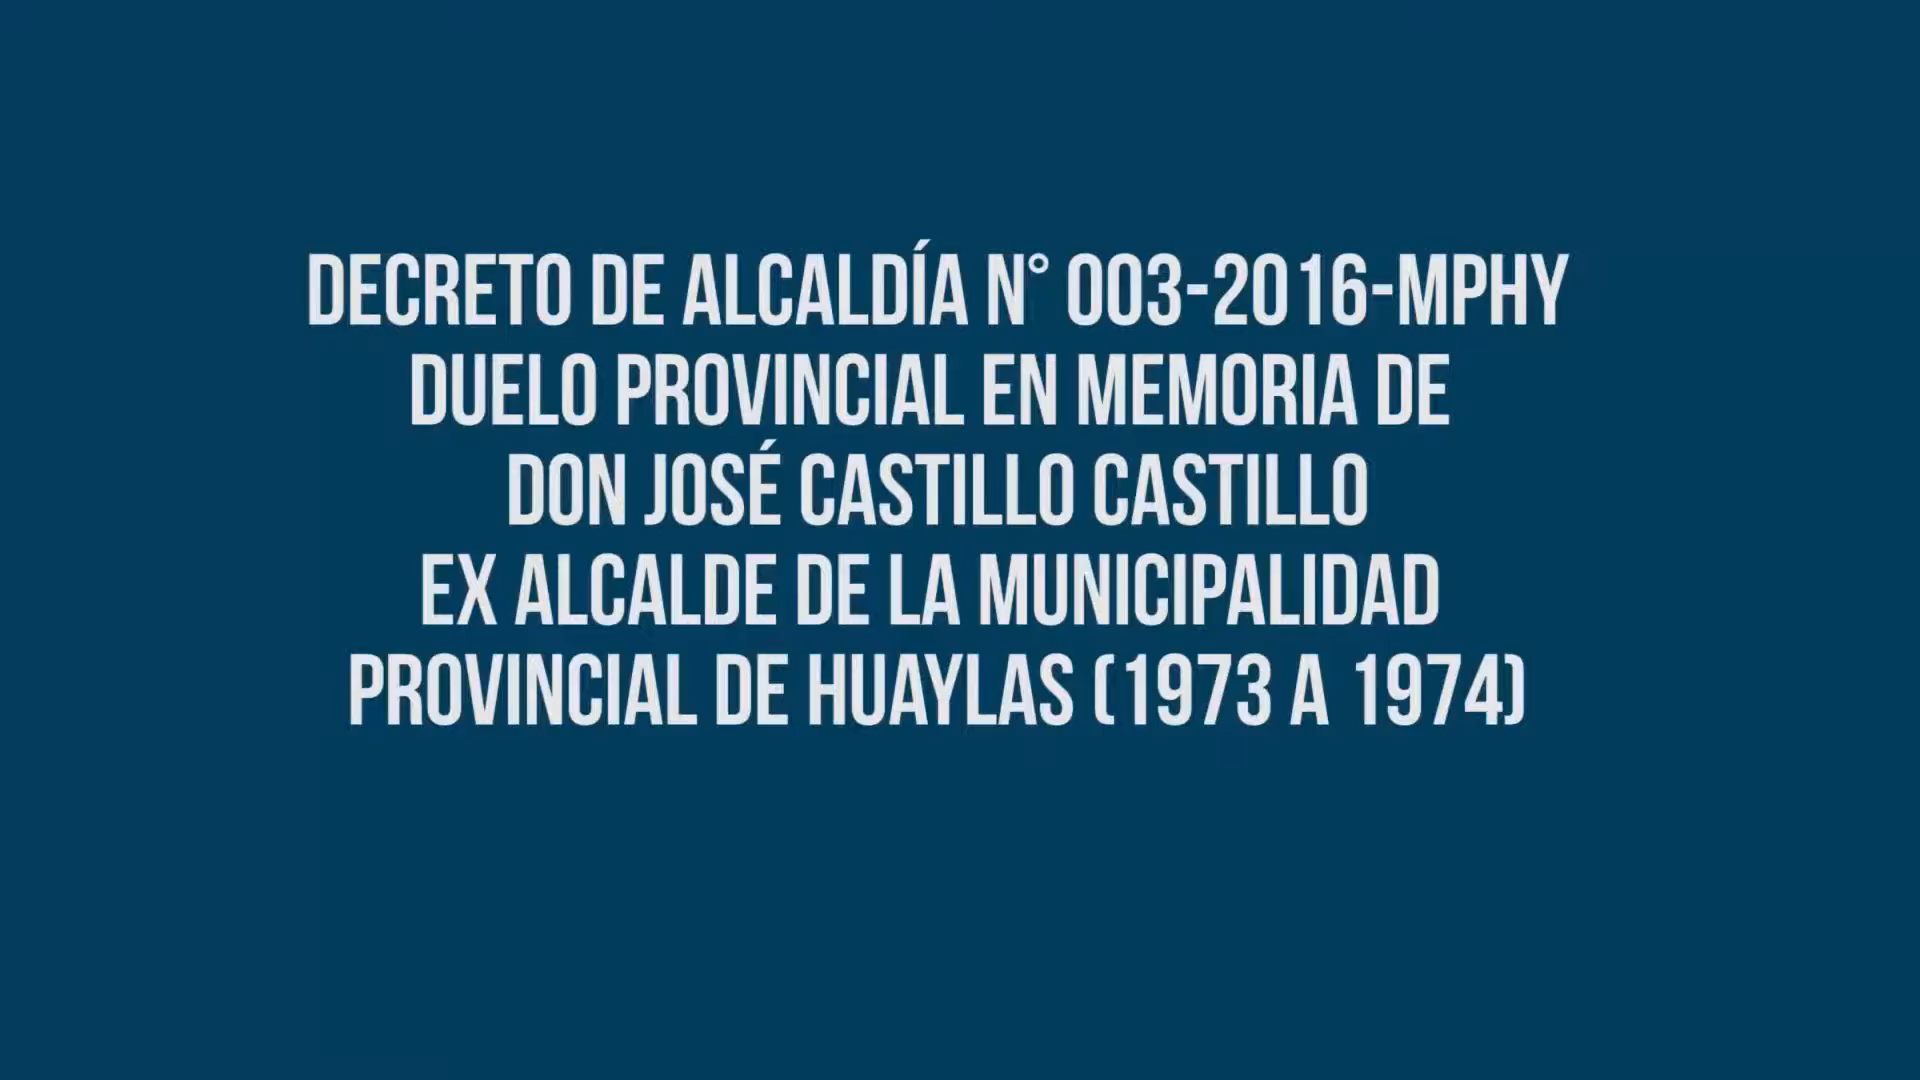 DECRETO DE ALCALDÍA N° 003-2016-MPHY
DUELO PROVINCIAL EN MEMORIA DE
DON JOSÉ CASTILLO CASTILLO
EX ALCALDE DE LA MUNICIPALIDAD
PROVINCIAL DE HUAYLAS (1973 A 1974)